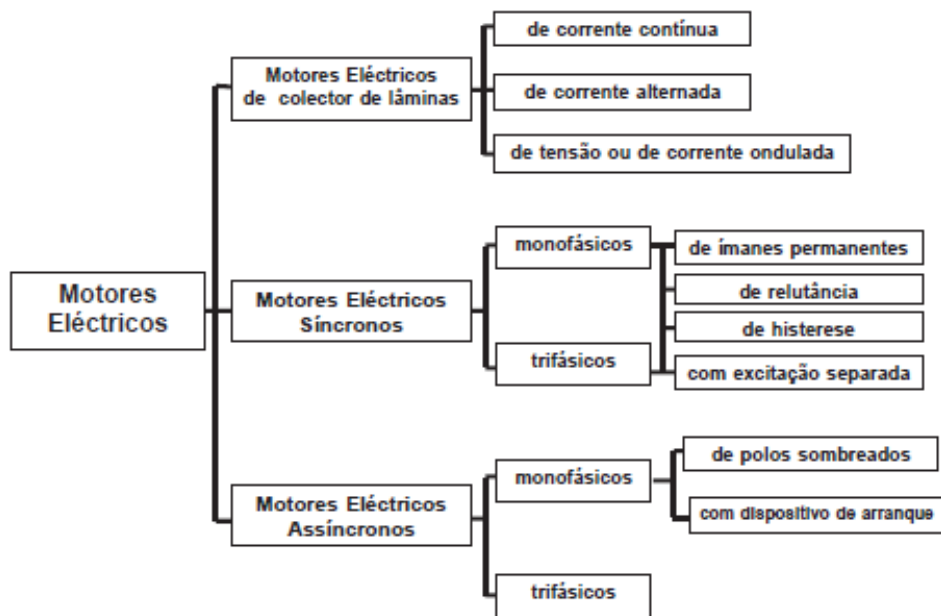 Motores
Eléctricos
Motores Eléctricos
de colector de lâminas
de corrente contínua
de corrente alternada
de tensão ou de corrente ondulada
Motores Eléctricos
Síncronos
monofásicos
trifásicos
de ímanes permanentes
de relutância
de histerese
com excitação separada
Motores Eléctricos
Assíncronos
monofásicos
de polos sombreados
com dispositivo de arranque
trifásicos